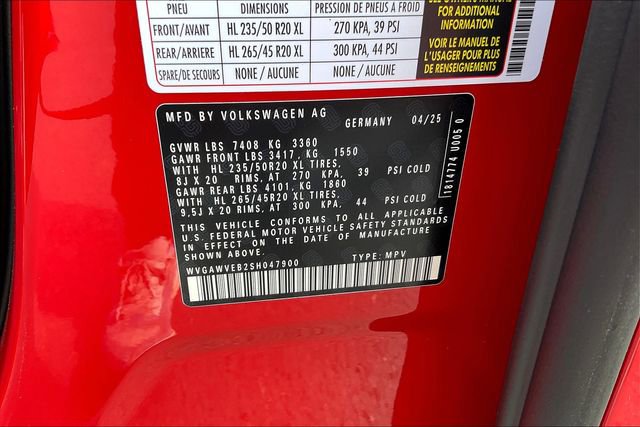 PNEU DIMENSIONS PRESSION DE PNEUS À FROID
FRONT/AVANT HL 235/50 R20 XL 270 KPA, 39 PSI
REAR/ARRIERE HL 265/45 R20 XL 300 KPA, 44 PSI
SPARE/DE SECOURS NONE / AUCUNE NONE / AUCUNE
SEE OWNER'S MANUAL
FOR ADDITIONAL
INFORMATION
VOIR LE MANUEL DE
L'USAGER POUR PLUS
DE RENSEIGNEMENTS
MFD BY VOLKSWAGEN AG
GERMANY 04/25
GVWR LBS 7408 KG 3360
GAWR FRONT LBS 3417, KG 1550
WITH HL 235/50R20 XL TIRES,
8J X 20 RIMS, AT 270 KPA, 39 PSI COLD
GAWR REAR LBS 4101, KG 1860
WITH HL 265/45R20 XL TIRES,
9,5J X 20 RIMS, AT 300 KPA, 44 PSI COLD
THIS VEHICLE CONFORMS TO ALL APPLICABLE
U.S. FEDERAL MOTOR VEHICLE SAFETY STANDARDS
IN EFFECT ON THE DATE OF MANUFACTURE
SHOWN ABOVE.
WVGAWVEB2SH047900 TYPE: MPV
1814774 U005 0